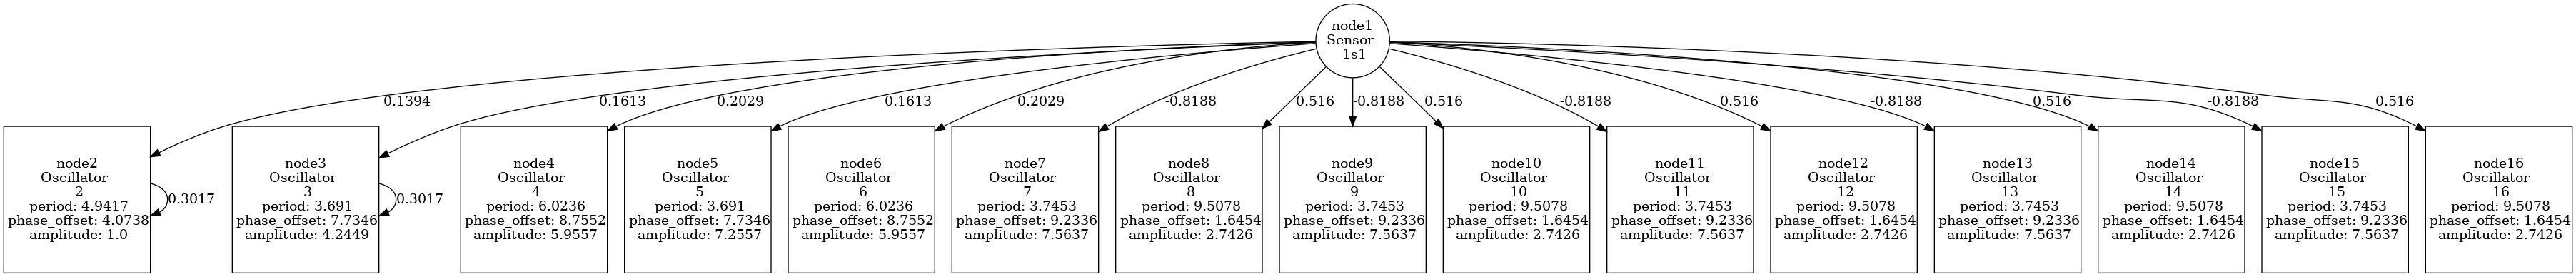 node1
Sensor
1s1
0.1394
0.1613
0.2029
0.1613
0.2029
-0.8188
0.516
-0.8188
0.516
-0.8188
0.516
-0.8188
0.516
-0.8188
0.516
node2
Oscillator
2
period: 4.9417
phase_offset: 4.0738
amplitude: 1.0
0.3017
node3
Oscillator
3
period: 3.691
phase_offset: 7.7346
amplitude: 4.2449
0.3017
node4
Oscillator
4
period: 6.0236
phase_offset: 8.7552
amplitude: 5.9557
node5
Oscillator
5
period: 3.691
phase_offset: 7.7346
amplitude: 7.2557
node6
Oscillator
6
period: 6.0236
phase_offset: 8.7552
amplitude: 5.9557
node7
Oscillator
7
period: 3.7453
phase_offset: 9.2336
amplitude: 7.5637
node8
Oscillator
8
period: 9.5078
phase_offset: 1.6454
amplitude: 2.7426
node9
Oscillator
9
period: 3.7453
phase_offset: 9.2336
amplitude: 7.5637
node10
Oscillator
10
period: 9.5078
phase_offset: 1.6454
amplitude: 2.7426
node11
Oscillator
11
period: 3.7453
phase_offset: 9.2336
amplitude: 7.5637
node12
Oscillator
12
period: 9.5078
phase_offset: 1.6454
amplitude: 2.7426
node13
Oscillator
13
period: 3.7453
phase_offset: 9.2336
amplitude: 7.5637
node14
Oscillator
14
period: 9.5078
phase_offset: 1.6454
amplitude: 2.7426
node15
Oscillator
15
period: 3.7453
phase_offset: 9.2336
amplitude: 7.5637
node16
Oscillator
16
period: 9.5078
phase_offset: 1.6454
amplitude: 2.7426